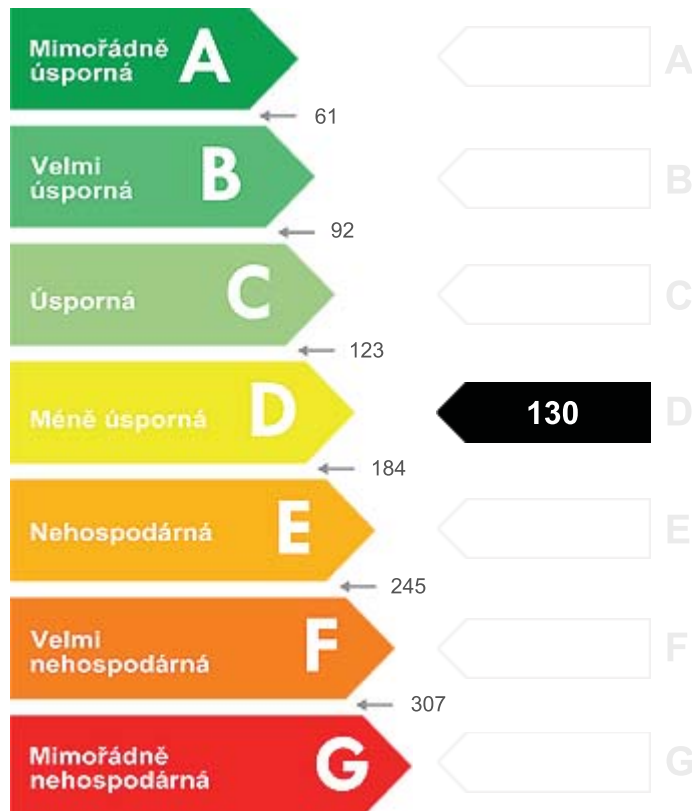 Mimořádně
úsporná
A
A
61
Velmi
úsporná
B
B
92
Úsporná
C
C
123
Méně úsporná
D
130
D
184
Nehospodárná
E
E
245
Velmi
nehospodárná
F
F
307
Mimořádně
nehospodárná
G
G